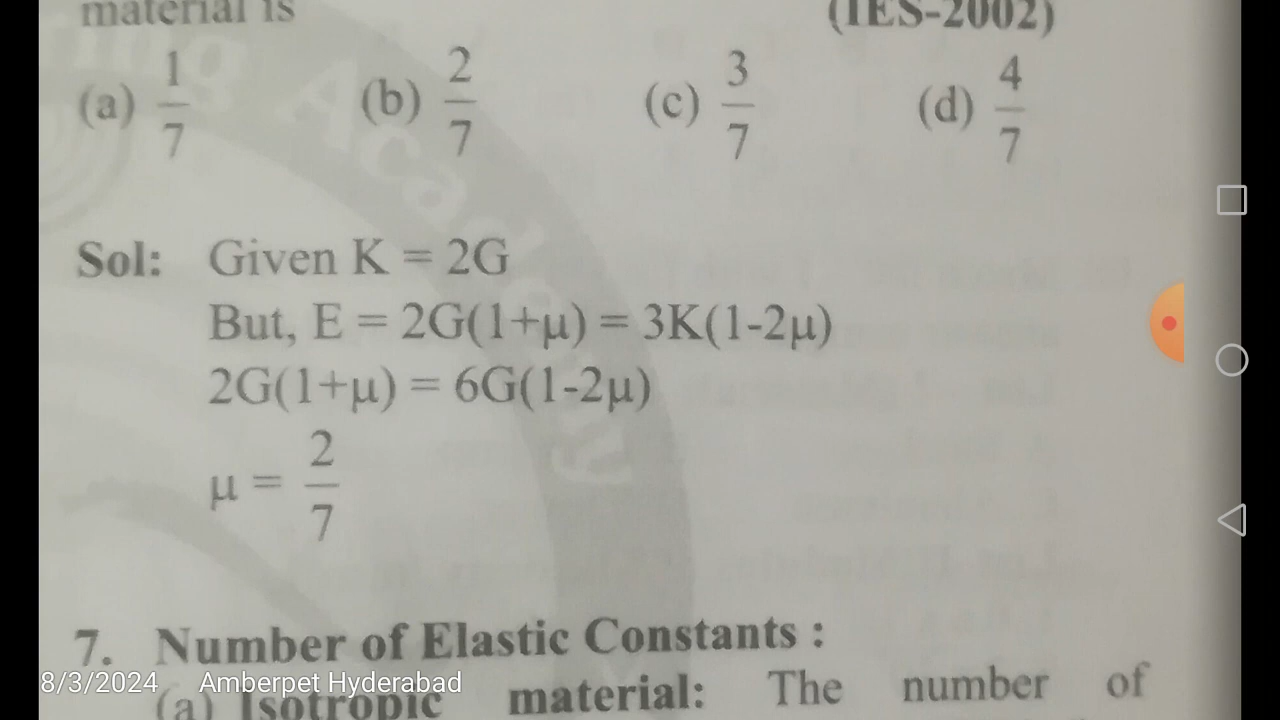 material is (IES-2002)
(a) 1/7 (b) 2/7 (c) 3/7 (d) 4/7
Sol: Given K = 2G
But, E = 2G(1+μ) = 3K(1-2μ)
2G(1+μ) = 6G(1-2μ)
μ = 2/7
7. Number of Elastic Constants :
(a) Isotropic material: The number of
8/3/2024 Amberpet Hyderabad